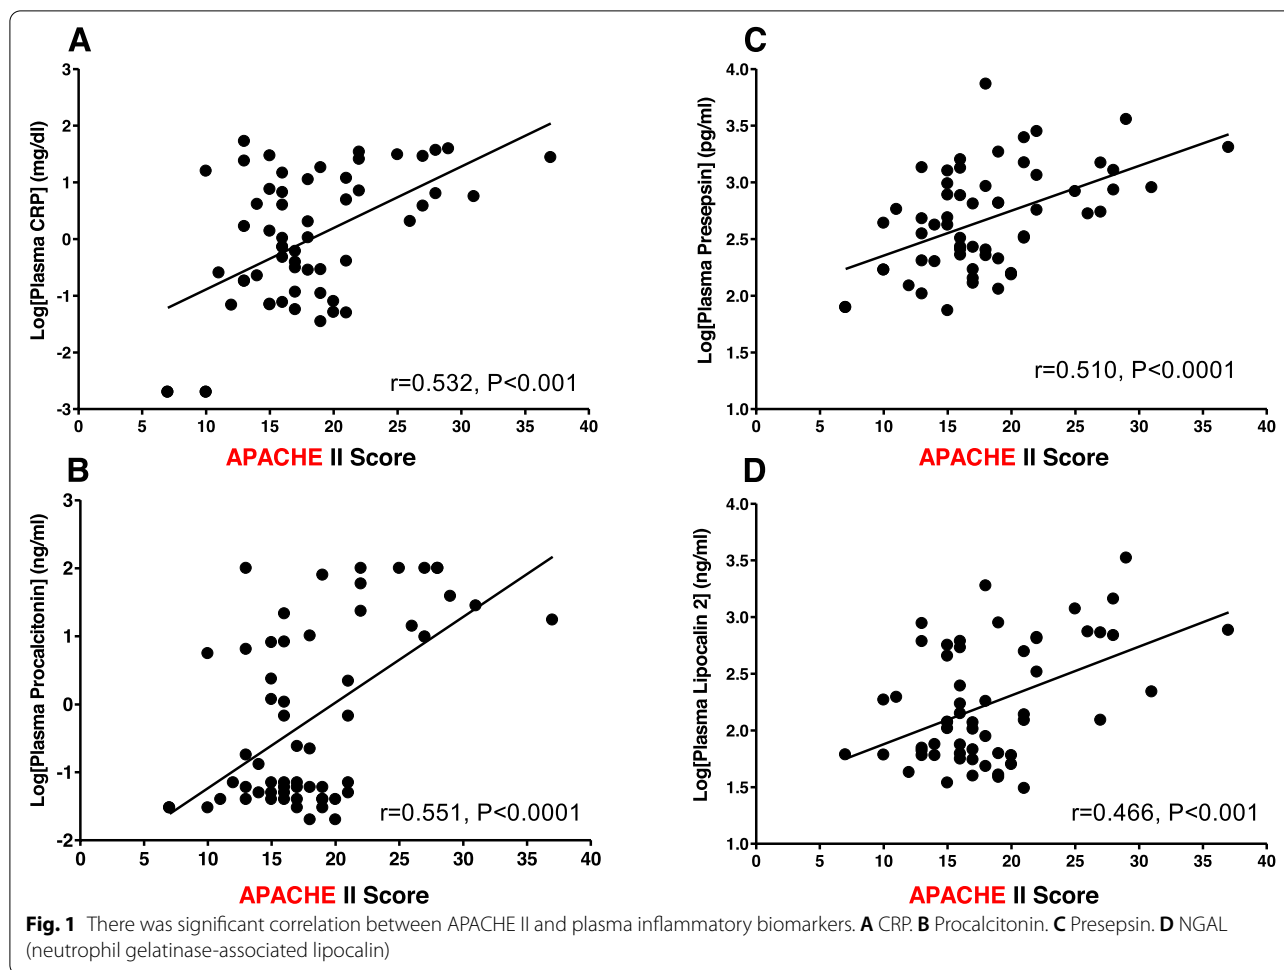 A
Log[Plasma CRP] (mg/dl)
3
2
1
0
-1
-2
-3
0 5 10 15 20 25 30 35 40
r=0.532, P<0.001
APACHE II Score
B
Log[Plasma Procalcitonin] (ng/ml)
3
2
1
0
-1
-2
0 5 10 15 20 25 30 35 40
r=0.551, P<0.0001
APACHE II Score
C
Log[Plasma Presepsin] (pg/ml)
4.0
3.5
3.0
2.5
2.0
1.5
1.0
0 5 10 15 20 25 30 35 40
r=0.510, P<0.0001
APACHE II Score
D
Log[Plasma Lipocalin 2] (ng/ml)
4.0
3.5
3.0
2.5
2.0
1.5
1.0
0 5 10 15 20 25 30 35 40
r=0.466, P<0.001
APACHE II Score
Fig. 1 There was significant correlation between APACHE II and plasma inflammatory biomarkers. A CRP. B Procalcitonin. C Presepsin. D NGAL
(neutrophil gelatinase-associated lipocalin)